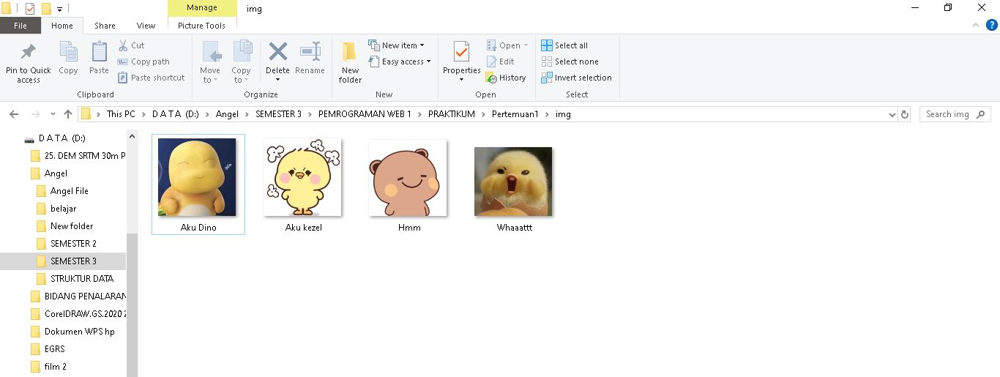 Manage
img
File
Home
Share
View
Picture Tools
Pin to Quick access
Copy
Paste
Cut
Copy path
Paste shortcut
Clipboard
Move to
Copy to
Delete
Rename
Organize
New folder
New item
Easy access
New
Properties
Open
Edit
History
Open
Select all
Select none
Invert selection
Select
This PC > D A T A (D:) > Angel > SEMESTER 3 > PEMROGRAMAN WEB 1 > PRAKTIKUM > Pertemuan1 > img
Search img
D A T A (D:)
25. DEM SRTM 30m P
Angel
Angel File
belajar
New folder
SEMESTER 2
SEMESTER 3
STRUKTUR DATA
BIDANG PENALARAN
CorelDRAW.GS.2020 2
Dokumen WPS hp
EGRS
film 2
Aku Dino
Aku kezel
Hmm
Whaaattt